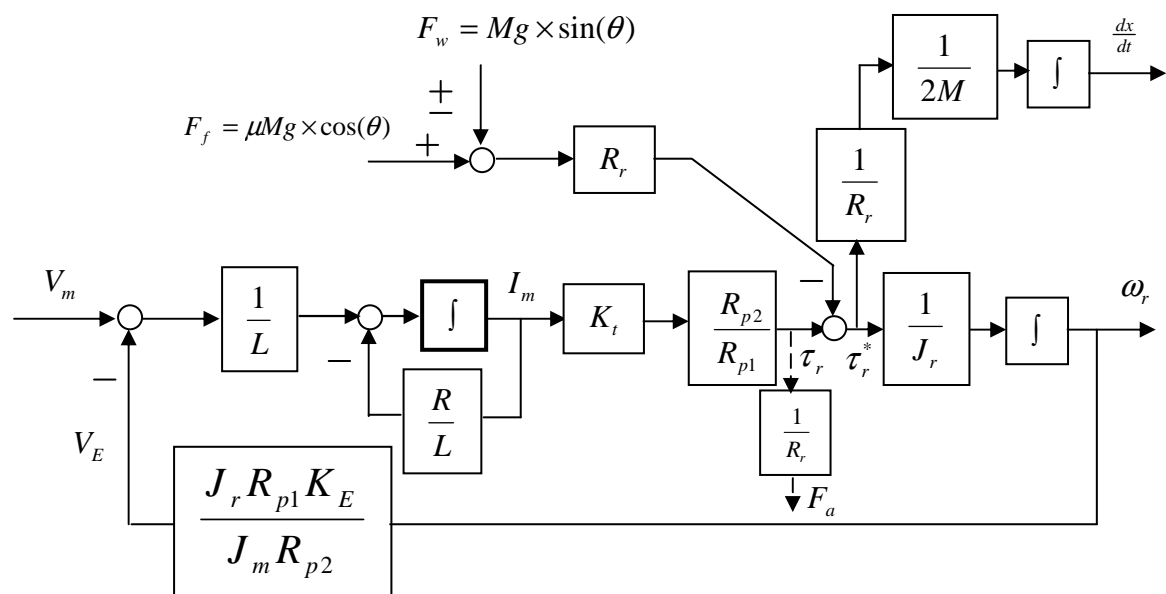 F_w = Mg × sin(θ)
dx/dt
1/2M
∫
±
−
F_f = μMg × cos(θ)
+
R_r
1/R_r
V_m
1/L
∫
I_m
K_t
R_p2/R_p1
−
1/J_r
∫
ω_r
τ_r
τ_r^*
−
−
R/L
1/R_r
V_E
F_a
J_r R_p1 K_E / J_m R_p2